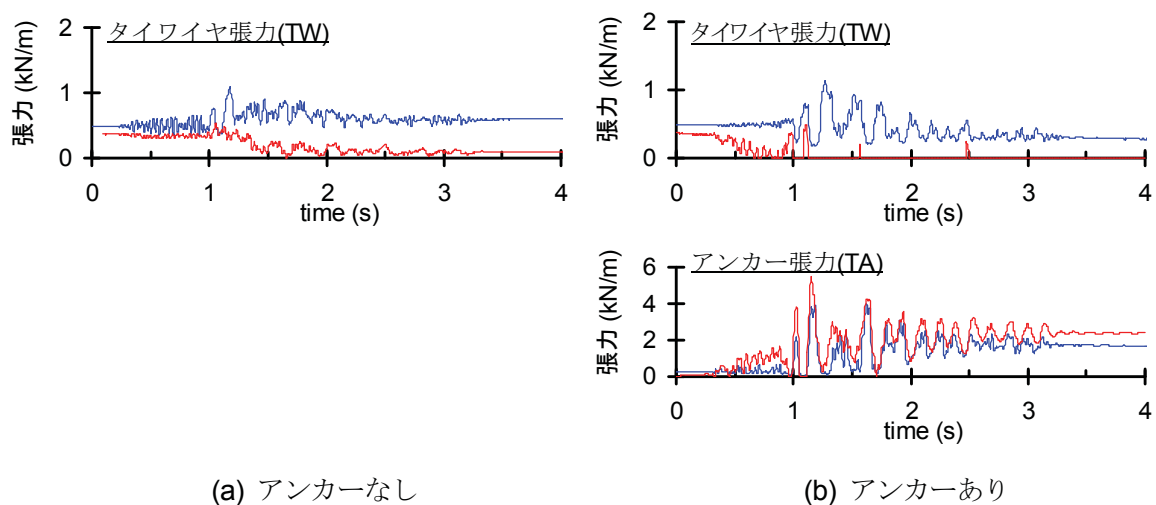 タイワイヤ張力(TW)
張力 (kN/m)
2
1
0
0 1 2 3 4
time (s)
タイワイヤ張力(TW)
張力 (kN/m)
2
1
0
0 1 2 3 4
time (s)
アンカー張力(TA)
張力 (kN/m)
6
4
2
0
0 1 2 3 4
time (s)
(a) アンカーなし
(b) アンカーあり